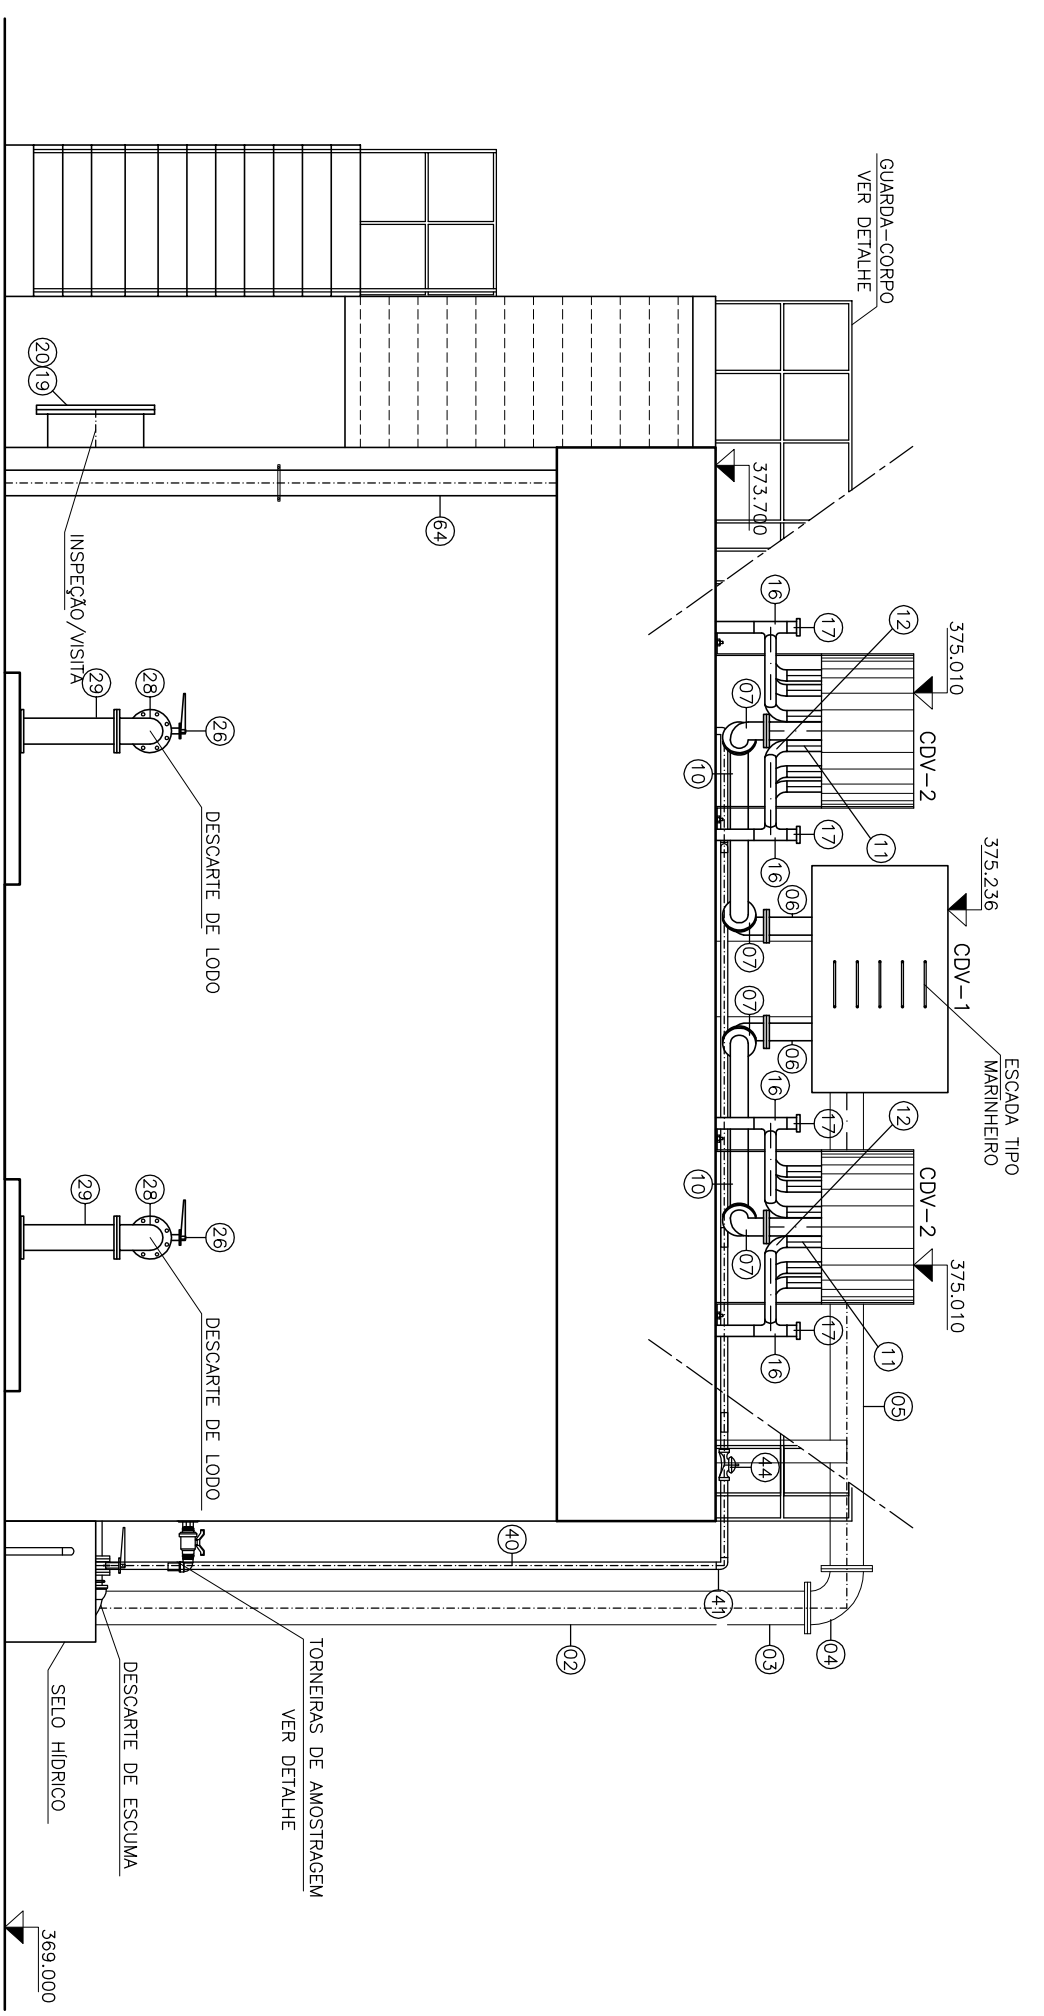 GUARDA-CORPO
VER DETALHE
375.010
CDV-2
375.236
CDV-1
ESCADA TIPO
MARINHEIRO
CDV-2
375.010
373.700
16
17
12
07
10
11
17
16
06
07
07
06
16
17
12
10
07
11
17
16
05
44
04
03
41
02
40
64
20
19
INSPEÇÃO/VISITA
29
28
26
DESCARTE DE LODO
29
28
26
DESCARTE DE LODO
TORNEIRAS DE AMOSTRAGEM
VER DETALHE
DESCARTE DE ESCUMA
SELO HÍDRICO
369.000